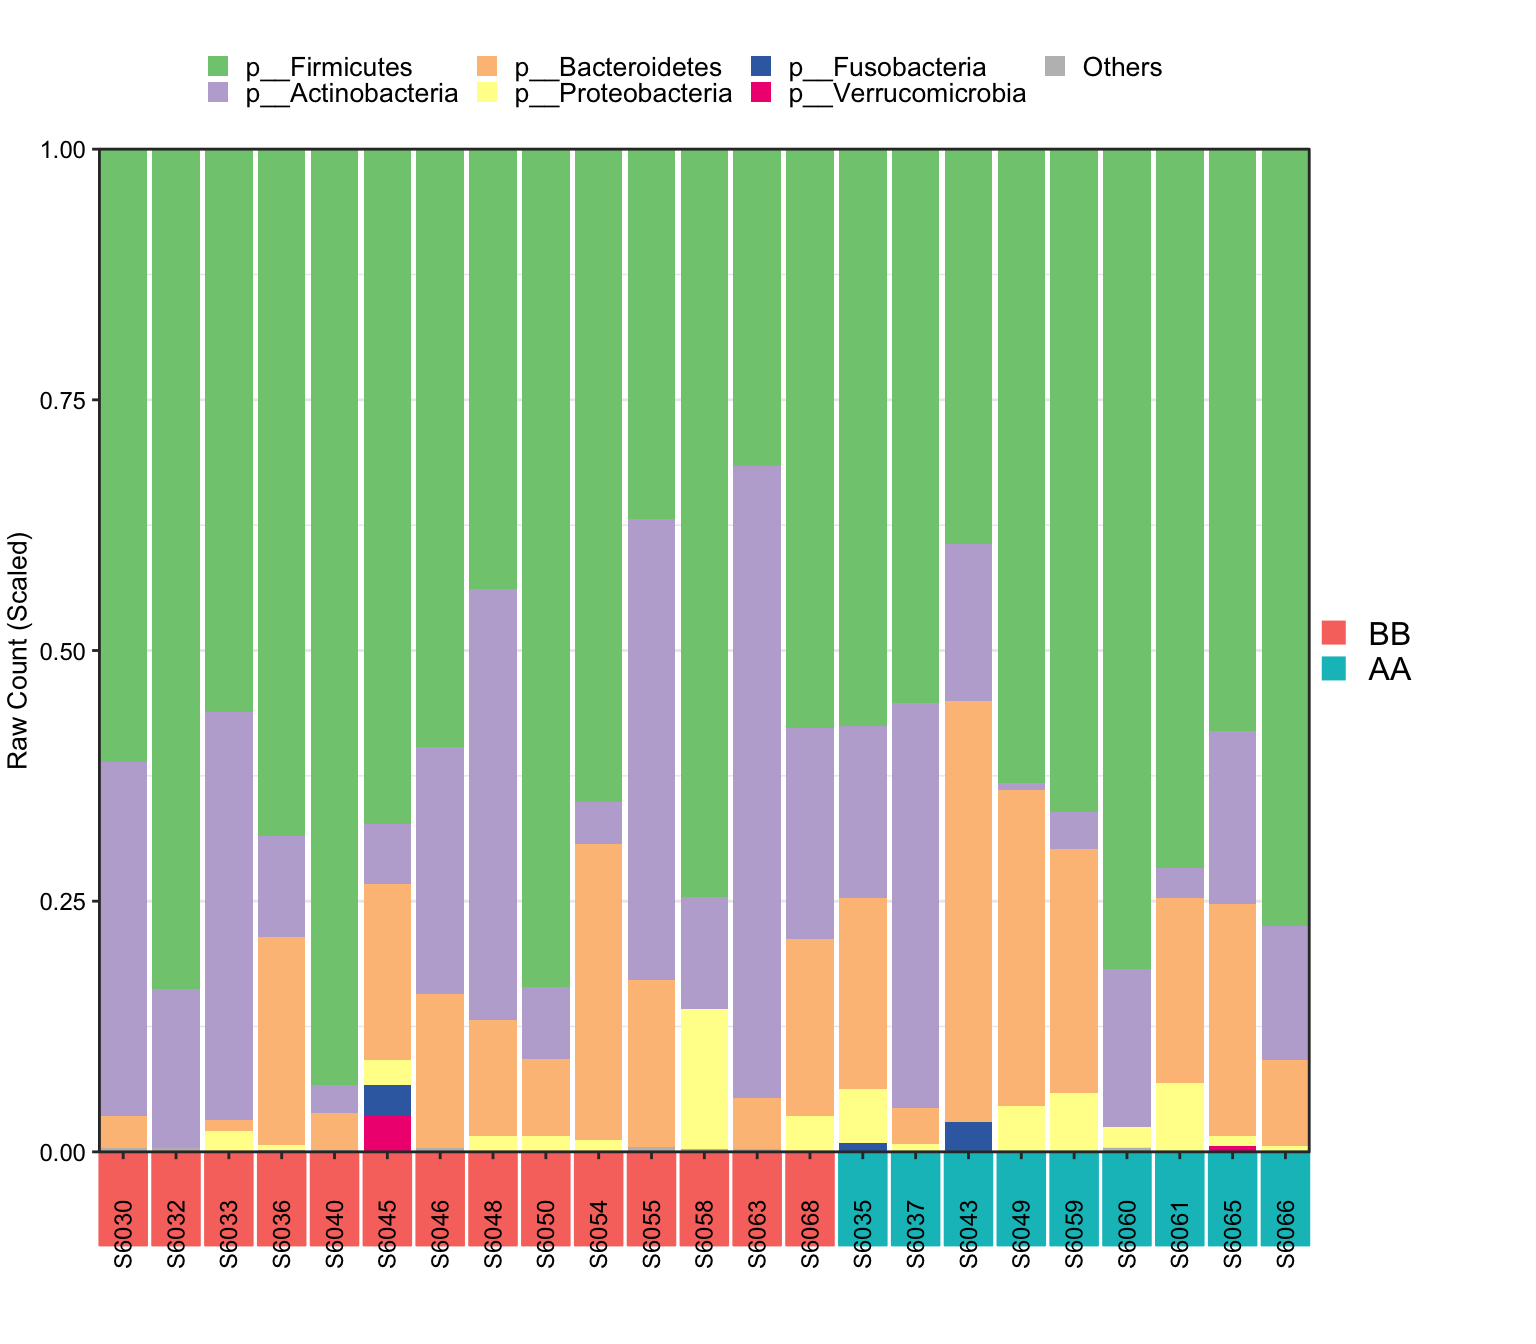 p__Firmicutes p__Bacteroidetes p__Fusobacteria Others
p__Actinobacteria p__Proteobacteria p__Verrucomicrobia
1.00
0.75
0.50
0.25
0.00
Raw Count (Scaled)
BB
AA
S6030
S6032
S6033
S6036
S6040
S6045
S6046
S6048
S6050
S6054
S6055
S6058
S6063
S6068
S6035
S6037
S6043
S6049
S6059
S6060
S6061
S6065
S6066